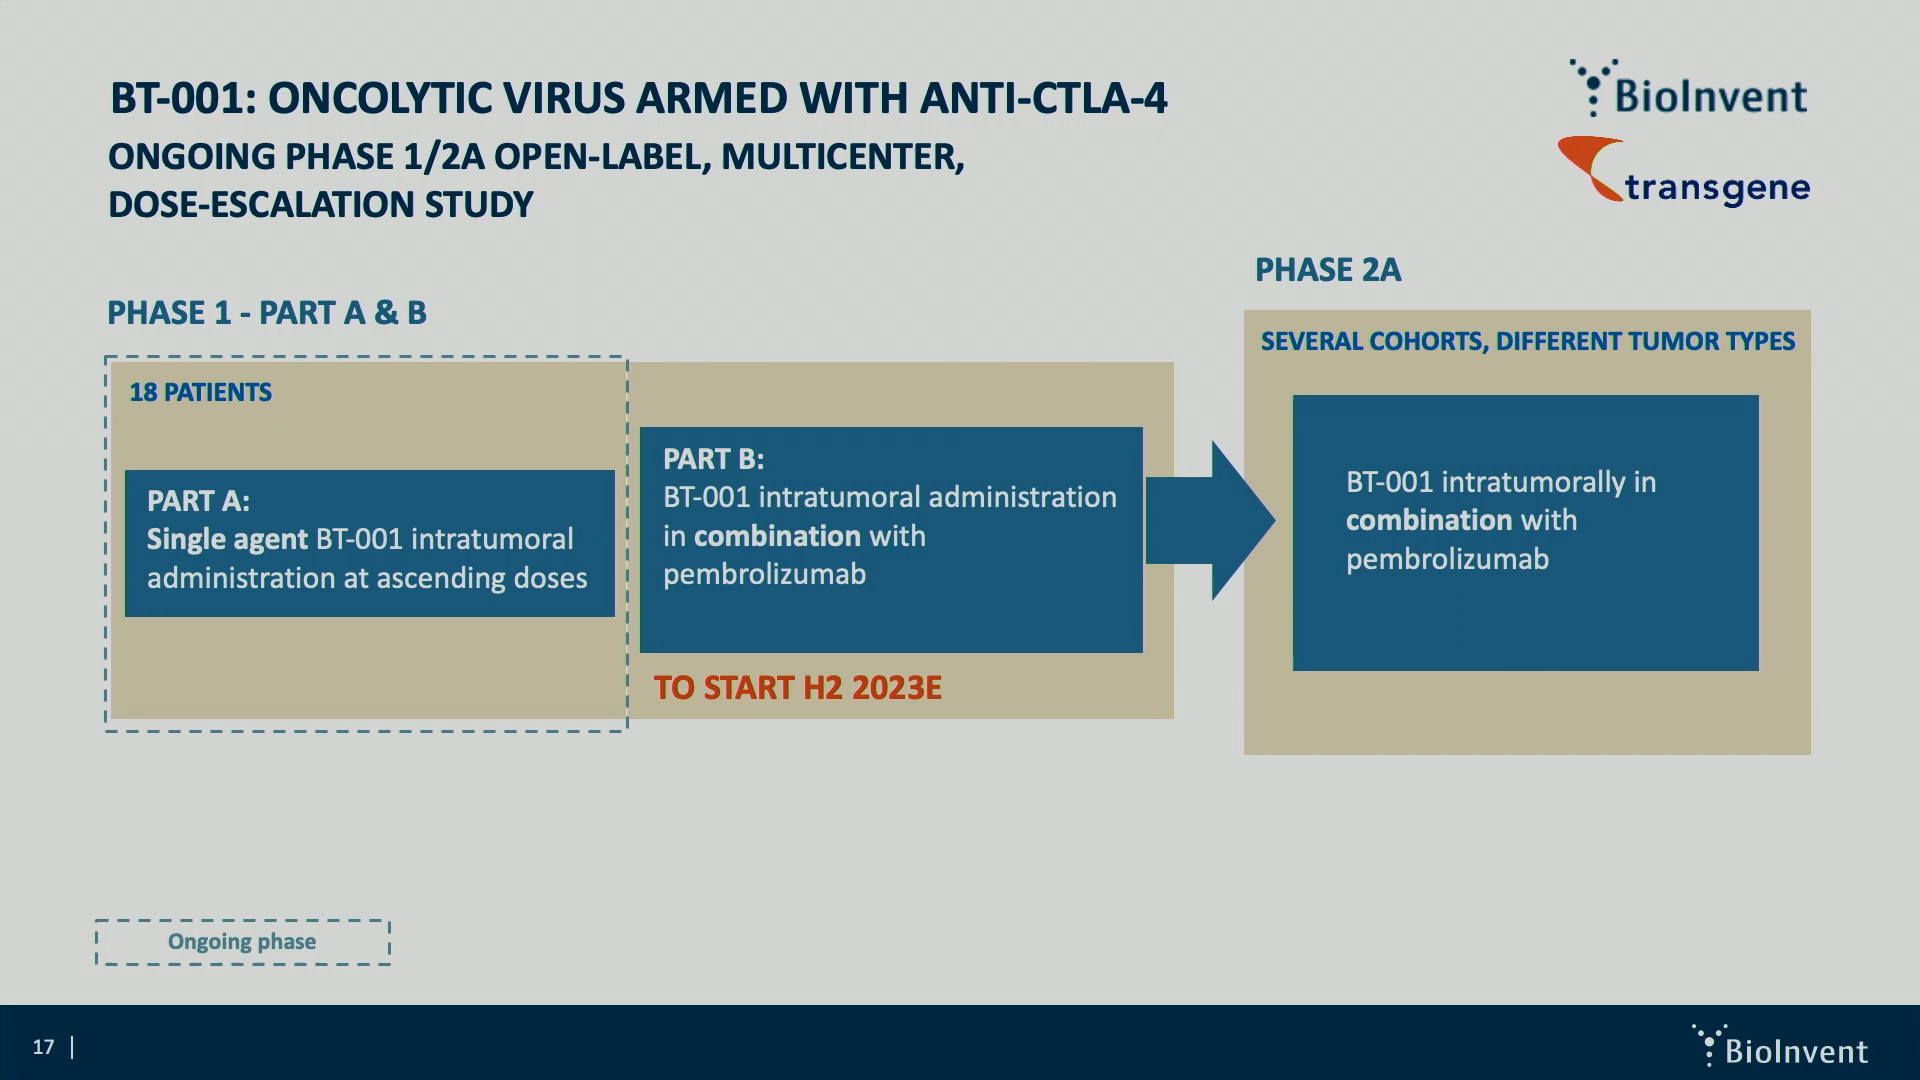 BT-001: ONCOLYTIC VIRUS ARMED WITH ANTI-CTLA-4
ONGOING PHASE 1/2A OPEN-LABEL, MULTICENTER,
DOSE-ESCALATION STUDY
BioInvent
transgene
PHASE 1 - PART A & B
18 PATIENTS
PART A:
Single agent BT-001 intratumoral
administration at ascending doses
PART B:
BT-001 intratumoral administration
in combination with
pembrolizumab
TO START H2 2023E
PHASE 2A
SEVERAL COHORTS, DIFFERENT TUMOR TYPES
BT-001 intratumorally in
combination with
pembrolizumab
Ongoing phase
17 |
BioInvent